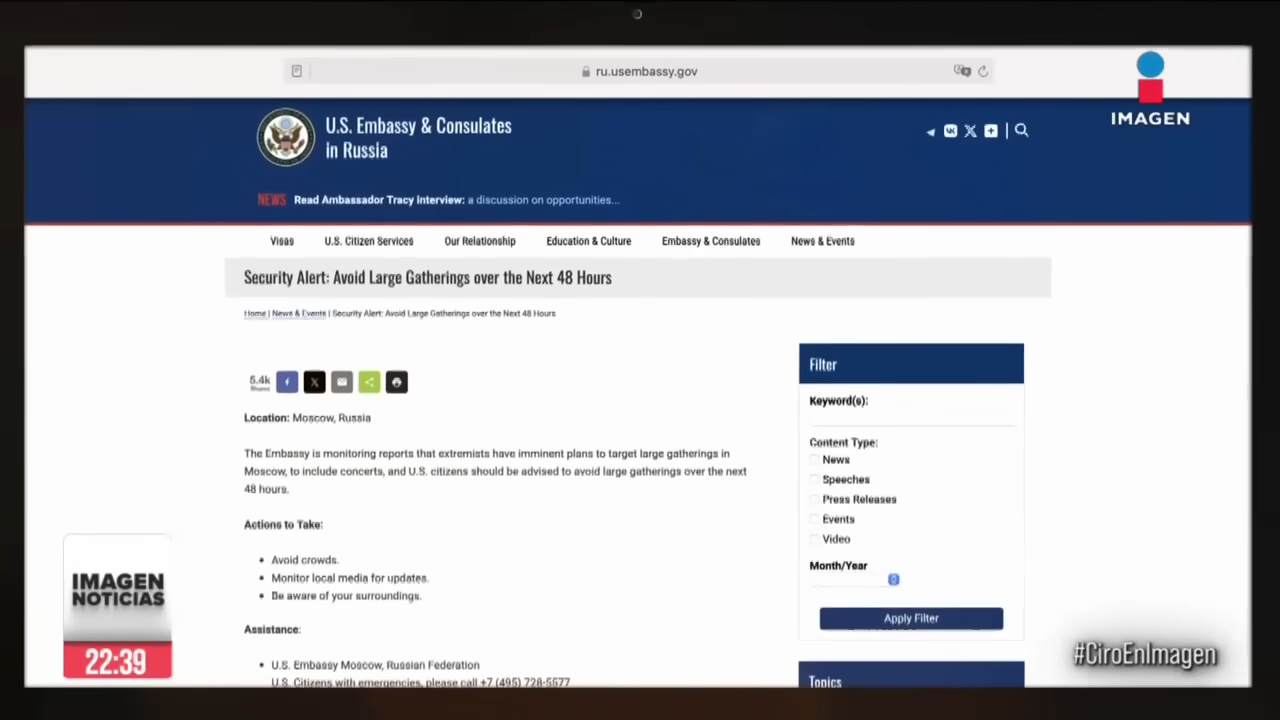 ru.usembassy.gov
IMAGEN
U.S. Embassy & Consulates
in Russia
NEWS Read Ambassador Tracy Interview: a discussion on opportunities...
Visas U.S. Citizen Services Our Relationship Education & Culture Embassy & Consulates News & Events
Security Alert: Avoid Large Gatherings over the Next 48 Hours
Home | News & Events | Security Alert: Avoid Large Gatherings over the Next 48 Hours
5.4k
Shares
Location: Moscow, Russia
The Embassy is monitoring reports that extremists have imminent plans to target large gatherings in
Moscow, to include concerts, and U.S. citizens should be advised to avoid large gatherings over the next
48 hours.
Actions to Take:
• Avoid crowds.
• Monitor local media for updates.
• Be aware of your surroundings.
Assistance:
• U.S. Embassy Moscow, Russian Federation
U.S. Citizens with emergencies, please call +7 (495) 728-5577
Filter
Keyword(s):
Content Type:
News
Speeches
Press Releases
Events
Video
Month/Year
Apply Filter
Topics
IMAGEN
NOTICIAS
22:39
#CiroEnImagen